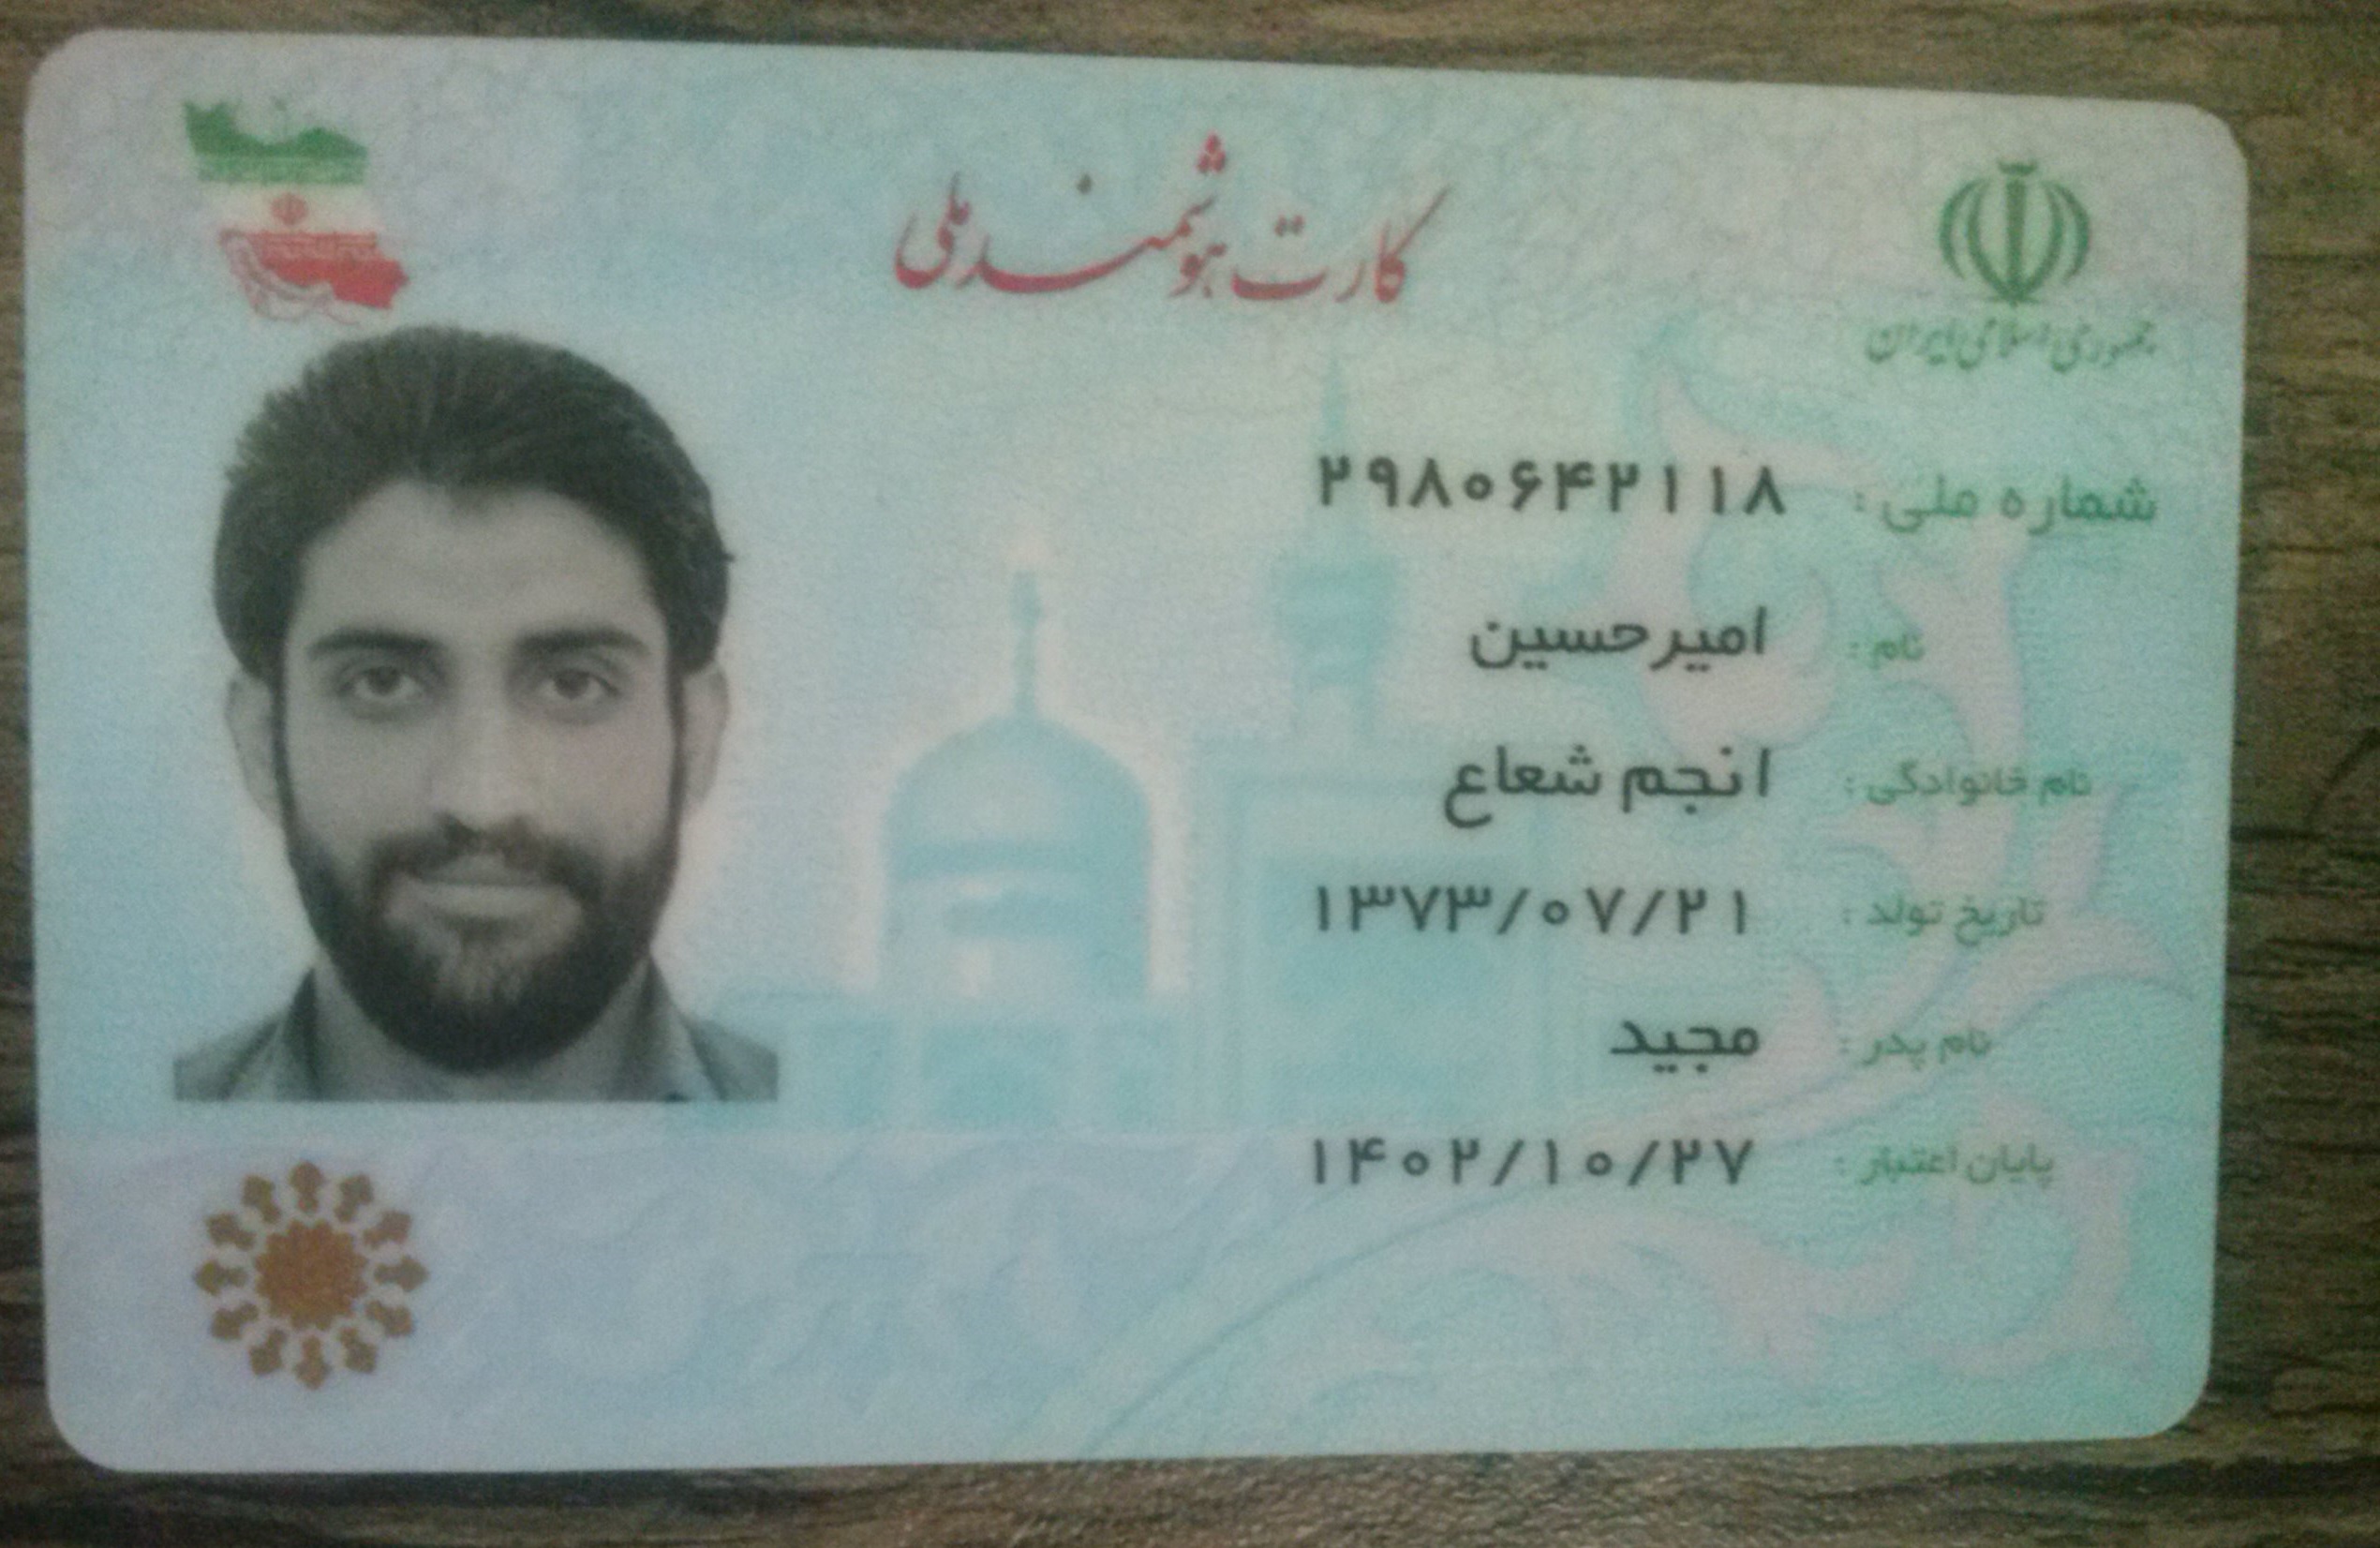 کارت هوشمند ملی
جمهوری اسلامی ایران
شماره ملی : ۲۹۸۰۶۴۲۱۱۸
نام : امیرحسین
نام خانوادگی : انجم شعاع
تاریخ تولد : ۱۳۷۳/۰۷/۲۱
نام پدر : مجید
پایان اعتبار : ۱۴۰۲/۱۰/۲۷